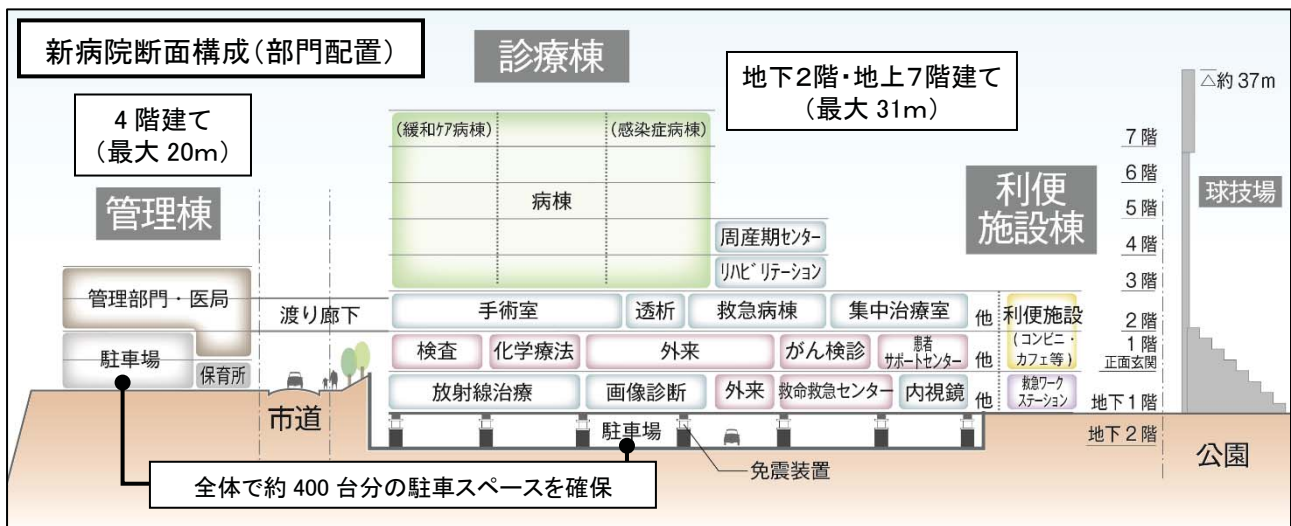 新病院断面構成(部門配置)
診療棟
地下2階・地上7階建て
(最大 31m)
4 階建て
(最大 20m)
管理棟
利便
施設棟
△約 37m
球技場
7 階
6 階
5 階
4 階
3 階
2 階
1 階
正面玄関
地下 1 階
地下 2 階
(緩和ケア病棟)
(感染症病棟)
病棟
周産期センター
リハビリテーション
管理部門・医局
渡り廊下
手術室
透析
救急病棟
集中治療室
他
利便施設
(コンビニ・
カフェ等)
駐車場
保育所
検査
化学療法
外来
がん検診
患者
サポートセンター
他
市道
放射線治療
画像診断
外来
救命救急センター
内視鏡
他
救急ワーク
ステーション
駐車場
免震装置
公園
全体で約 400 台分の駐車スペースを確保